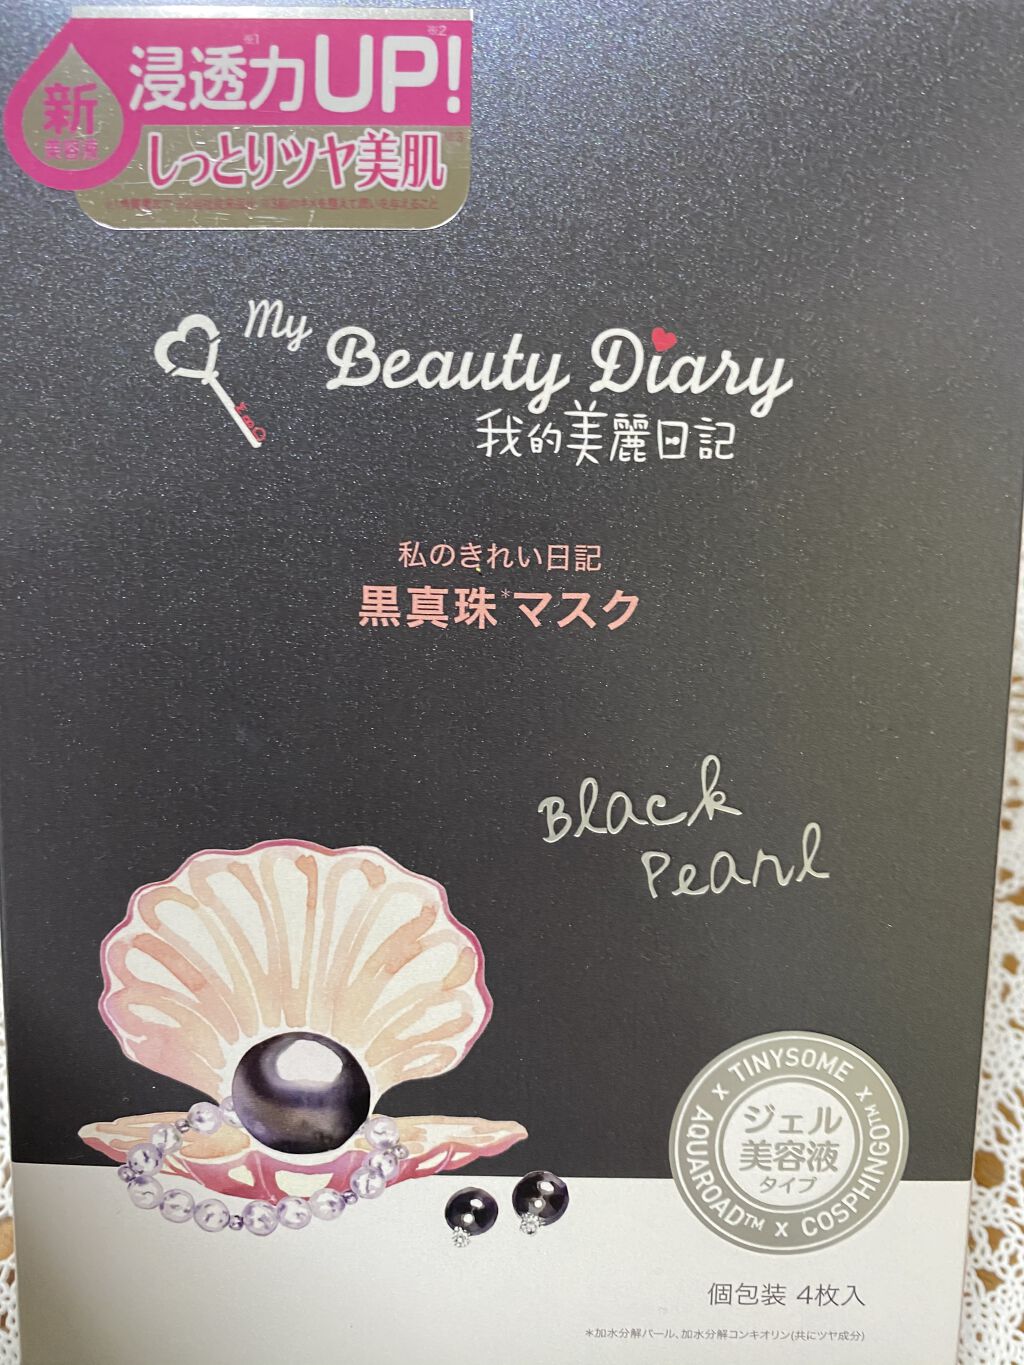 新
美容液
浸透力※1UP!※2
しっとりツヤ美肌※3
My
Beauty Diary
我的美麗日記
私のきれい日記
黒真珠*マスク
Black
Pearl
x TINYSOME x
COSPHINGO™ x
AQUAROAD™
ジェル
美容液
タイプ
個包装 4枚入
*加水分解パール、加水分解コンキオリン(共にツヤ成分)